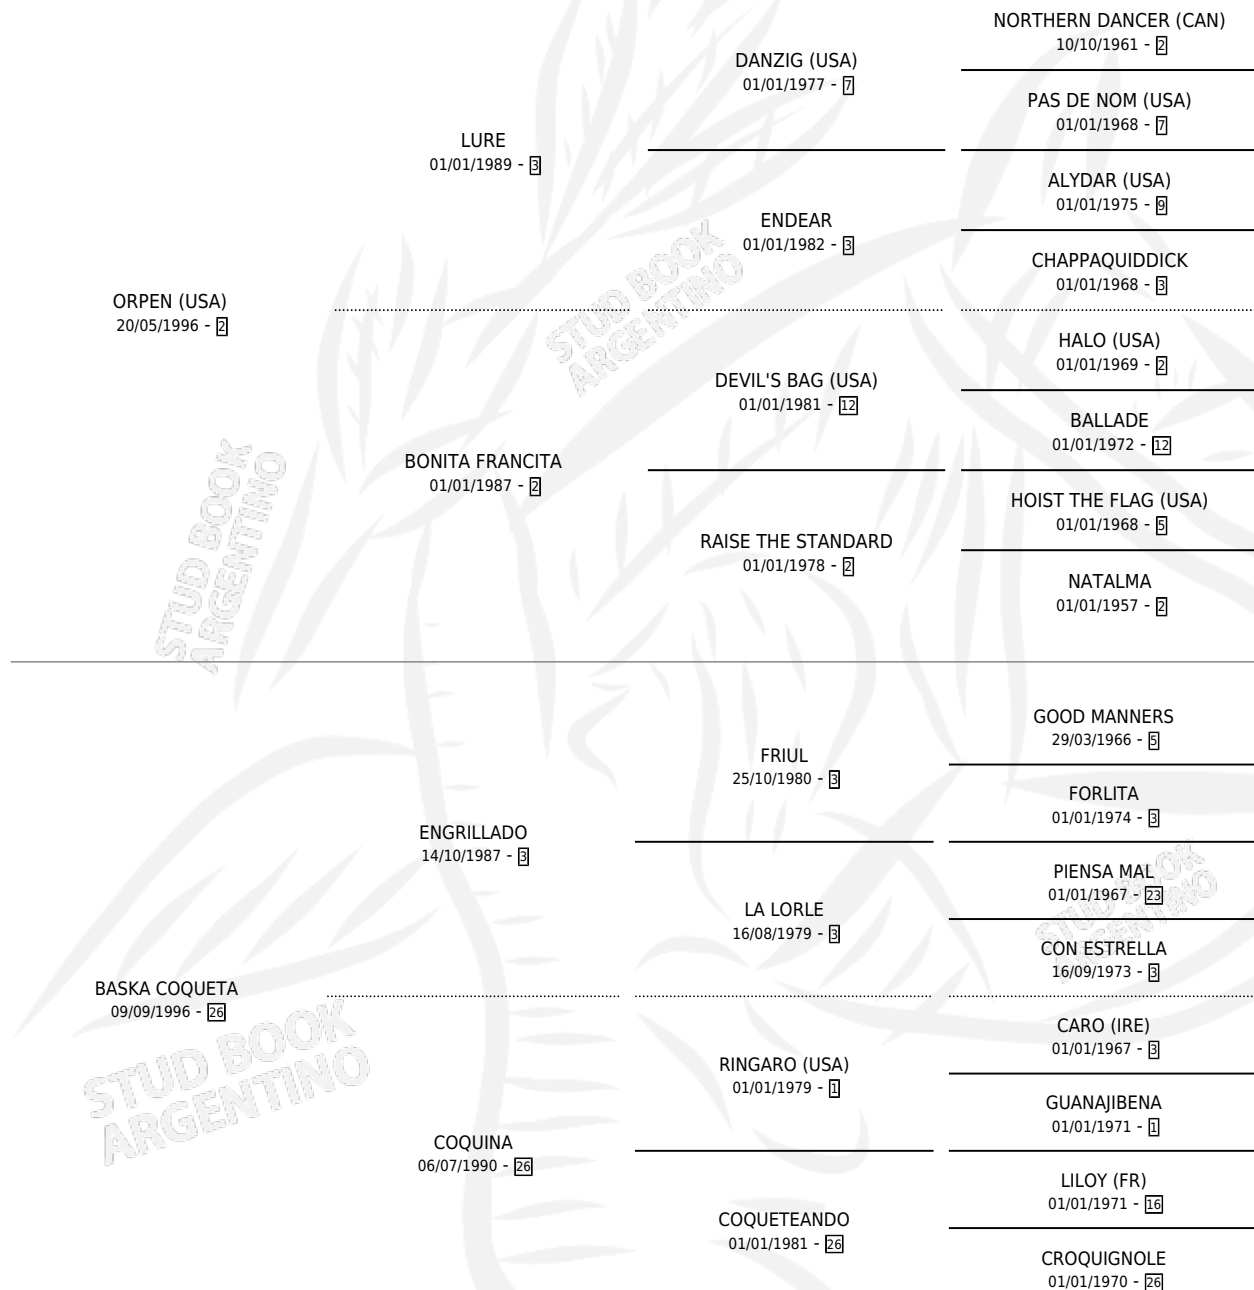 NORTHERN DANCER (CAN)
10/10/1961 - 2
DANZIG (USA)
01/01/1977 - 7
PAS DE NOM (USA)
01/01/1968 - 7
LURE
01/01/1989 - 3
ALYDAR (USA)
01/01/1975 - 9
ENDEAR
01/01/1982 - 3
CHAPPAQUIDDICK
01/01/1968 - 3
ORPEN (USA)
20/05/1996 - 2
HALO (USA)
01/01/1969 - 2
DEVIL'S BAG (USA)
01/01/1981 - 12
BALLADE
01/01/1972 - 12
BONITA FRANCITA
01/01/1987 - 2
HOIST THE FLAG (USA)
01/01/1968 - 5
RAISE THE STANDARD
01/01/1978 - 2
NATALMA
01/01/1957 - 2
GOOD MANNERS
29/03/1966 - 5
FRIUL
25/10/1980 - 3
FORLITA
01/01/1974 - 3
ENGRILLADO
14/10/1987 - 3
PIENSA MAL
01/01/1967 - 23
LA LORLE
16/08/1979 - 3
CON ESTRELLA
16/09/1973 - 3
BASKA COQUETA
09/09/1996 - 26
CARO (IRE)
01/01/1967 - 3
RINGARO (USA)
01/01/1979 - 1
GUANAJIBENA
01/01/1971 - 1
COQUINA
06/07/1990 - 26
LILOY (FR)
01/01/1971 - 16
COQUETEANDO
01/01/1981 - 26
CROQUIGNOLE
01/01/1970 - 26
STUD BOOK
ARGENTINO
STUD BOOK
ARGENTINO
STUD BOOK
ARGENTINO
STUD BOOK
ARGENTINO